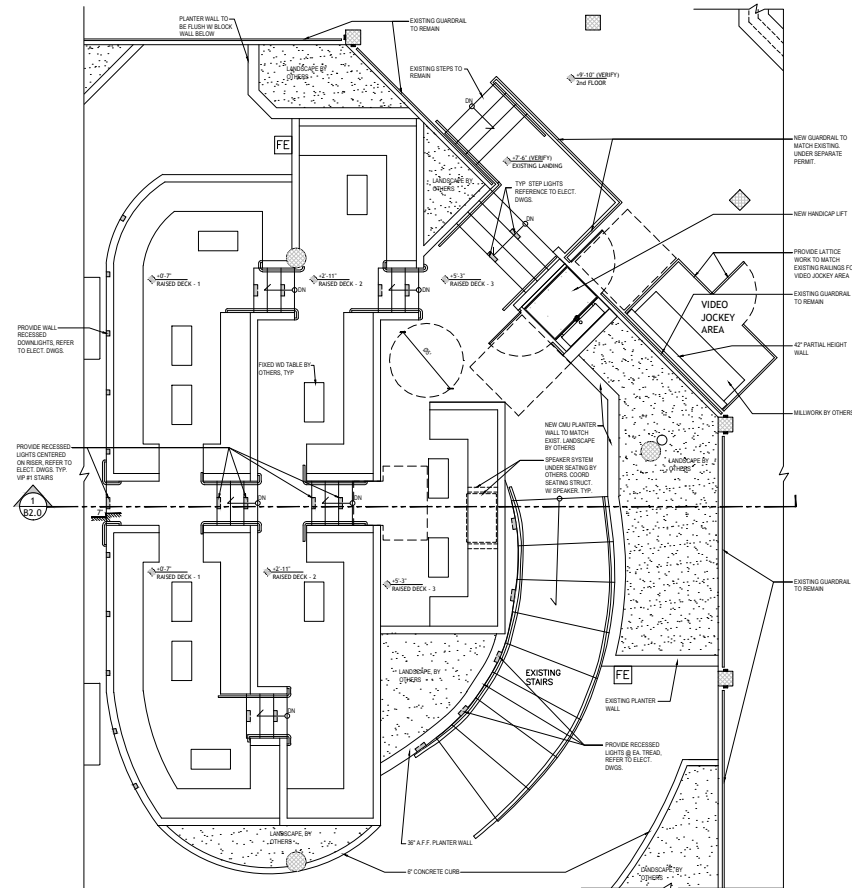 PLANTER WALL TO
BE FLUSH W/ BLOCK
WALL BELOW
EXISTING GUARDRAIL
TO REMAIN
LANDSCAPE BY
OTHERS
EXISTING STEPS TO
REMAIN
+9'-10" (VERIFY)
2nd FLOOR
DN
FE
+7'-6" (VERIFY)
EXISTING LANDING
NEW GUARDRAIL TO
MATCH EXISTING.
UNDER SEPARATE
PERMIT.
LANDSCAPE BY
OTHERS
TYP STEP LIGHTS
REFERENCE TO ELECT.
DWGS.
DN
NEW HANDICAP LIFT
PROVIDE LATTICE
WORK TO MATCH
EXISTING RAILINGS FO
VIDEO JOCKEY AREA
+0'-7"
RAISED DECK - 1
+2'-11"
RAISED DECK - 2
+5'-3"
RAISED DECK - 3
DN
DN
EXISTING GUARDRAIL
TO REMAIN
VIDEO
JOCKEY
AREA
PROVIDE WALL
RECESSED
DOWNLIGHTS, REFER
TO ELECT. DWGS.
42" PARTIAL HEIGHT
WALL
FIXED WD TABLE BY
OTHERS, TYP
MILLWORK BY OTHERS
NEW CMU PLANTER
WALL TO MATCH
EXIST. LANDSCAPE
BY OTHERS
PROVIDE RECESSED
LIGHTS CENTERED
ON RISER, REFER TO
ELECT. DWGS. TYP.
VIP #1 STAIRS
SPEAKER SYSTEM
UNDER SEATING BY
OTHERS. COORD
SEATING STRUCT.
W/ SPEAKER. TYP.
LANDSCAPE BY
OTHERS
1
B2.0
DN
DN
+0'-7"
RAISED DECK - 1
+2'-11"
RAISED DECK - 2
+5'-3"
RAISED DECK - 3
EXISTING GUARDRAIL
TO REMAIN
LANDSCAPE, BY
OTHERS
EXISTING
STAIRS
FE
EXISTING PLANTER
WALL
DN
PROVIDE RECESSED
LIGHTS @ EA. TREAD,
REFER TO ELECT.
DWGS.
LANDSCAPE, BY
OTHERS
36" A.F.F. PLANTER WALL
6" CONCRETE CURB
LANDSCAPE, BY
OTHERS